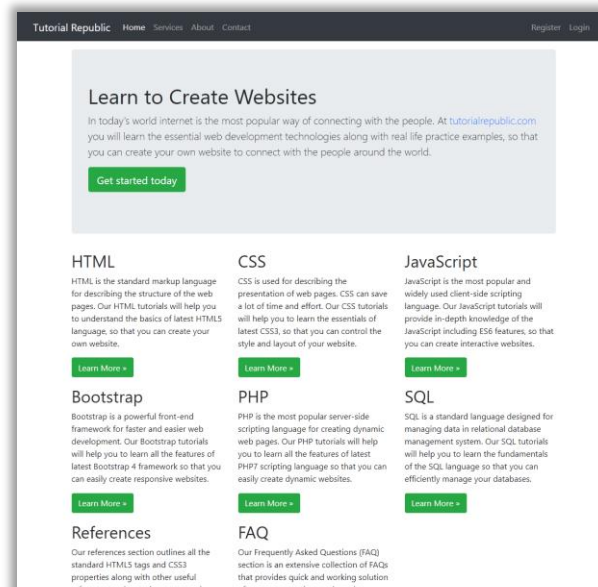 Tutorial Republic Home Services About Contact Register Login
Learn to Create Websites
In today's world internet is the most popular way of connecting with the people. At tutorialrepublic.com
you will learn the essential web development technologies along with real life practice examples, so that
you can create your own website to connect with the people around the world.
Get started today
HTML
HTML is the standard markup language
for describing the structure of the web
pages. Our HTML tutorials will help you
to understand the basics of latest HTML5
language, so that you can create your
own website.
Learn More »
CSS
CSS is used for describing the
presentation of web pages. CSS can save
a lot of time and effort. Our CSS tutorials
will help you to learn the essentials of
latest CSS3, so that you can control the
style and layout of your website.
Learn More »
JavaScript
JavaScript is the most popular and
widely used client-side scripting
language. Our JavaScript tutorials will
provide in-depth knowledge of the
JavaScript including ES6 features, so that
you can create interactive websites.
Learn More »
Bootstrap
Bootstrap is a powerful front-end
framework for faster and easier web
development. Our Bootstrap tutorials
will help you to learn all the features of
latest Bootstrap 4 framework so that you
can easily create responsive websites.
Learn More »
PHP
PHP is the most popular server-side
scripting language for creating dynamic
web pages. Our PHP tutorials will help
you to learn all the features of latest
PHP7 scripting language so that you can
easily create dynamic websites.
Learn More »
SQL
SQL is a standard language designed for
managing data in relational database
management system. Our SQL tutorials
will help you to learn the fundamentals
of the SQL language so that you can
efficiently manage your databases.
Learn More »
References
Our references section outlines all the
standard HTML5 tags and CSS3
properties along with other useful
FAQ
Our Frequently Asked Questions (FAQ)
section is an extensive collection of FAQs
that provides quick and working solution